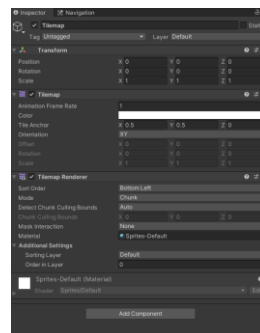 Inspector Navigation
Tilemap Stati
Tag Untagged Layer Default
Transform
Position X 0 Y 0 Z 0
Rotation X 0 Y 0 Z 0
Scale X 1 Y 1 Z 1
Tilemap
Animation Frame Rate 1
Color
Tile Anchor X 0.5 Y 0.5 Z 0
Orientation XY
Offset X 0 Y 0 Z 0
Rotation X 0 Y 0 Z 0
Scale X 1 Y 1 Z 1
Tilemap Renderer
Sort Order Bottom Left
Mode Chunk
Detect Chunk Culling Bounds Auto
Chunk Culling Bounds X 0 Y 0 Z 0
Mask Interaction None
Material Sprites-Default
Additional Settings
Sorting Layer Default
Order in Layer 0
Sprites-Default (Material)
Shader Sprites/Default Ed
Add Component